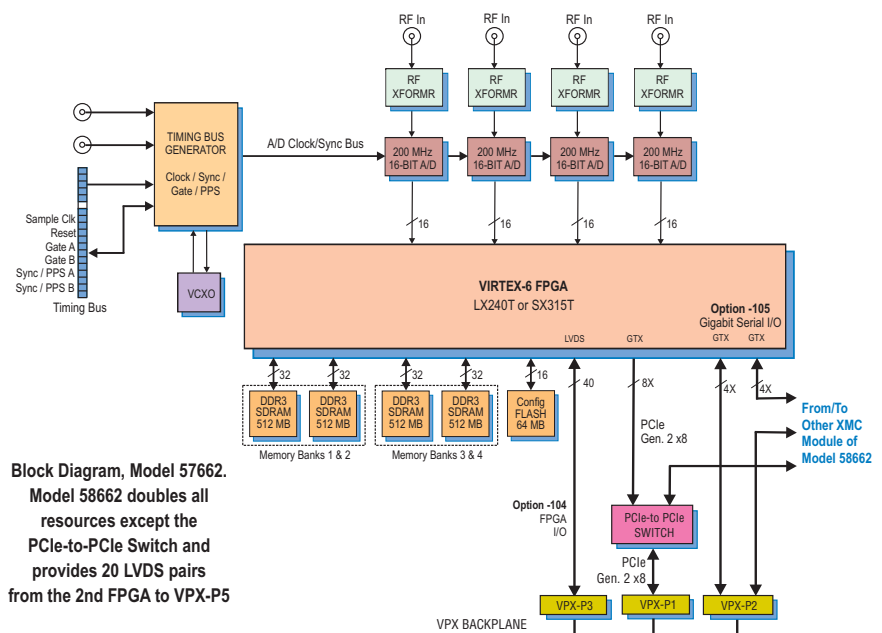 RF In
RF In
RF In
RF In
RF
XFORMR
RF
XFORMR
RF
XFORMR
RF
XFORMR
TIMING BUS
GENERATOR
Clock / Sync /
Gate / PPS
A/D Clock/Sync Bus
200 MHz
16-BIT A/D
200 MHz
16-BIT A/D
200 MHz
16-BIT A/D
200 MHz
16-BIT A/D
Sample Clk
Reset
Gate A
Gate B
Sync / PPS A
Sync / PPS B
Timing Bus
VCXO
16
16
16
16
VIRTEX-6 FPGA
LX240T or SX315T
Option -105
Gigabit Serial I/O
LVDS
GTX
GTX
GTX
32
32
32
32
16
40
8X
4X
4X
DDR3
SDRAM
512 MB
DDR3
SDRAM
512 MB
DDR3
SDRAM
512 MB
DDR3
SDRAM
512 MB
Config
FLASH
64 MB
Memory Banks 1 & 2
Memory Banks 3 & 4
PCIe
Gen. 2 x8
From/To
Other XMC
Module of
Model 58662
Block Diagram, Model 57662.
Model 58662 doubles all
resources except the
PCIe-to-PCIe Switch and
provides 20 LVDS pairs
from the 2nd FPGA to VPX-P5
Option -104
FPGA
I/O
PCIe-to PCIe
SWITCH
PCIe
Gen. 2 x8
VPX-P3
VPX-P1
VPX-P2
VPX BACKPLANE